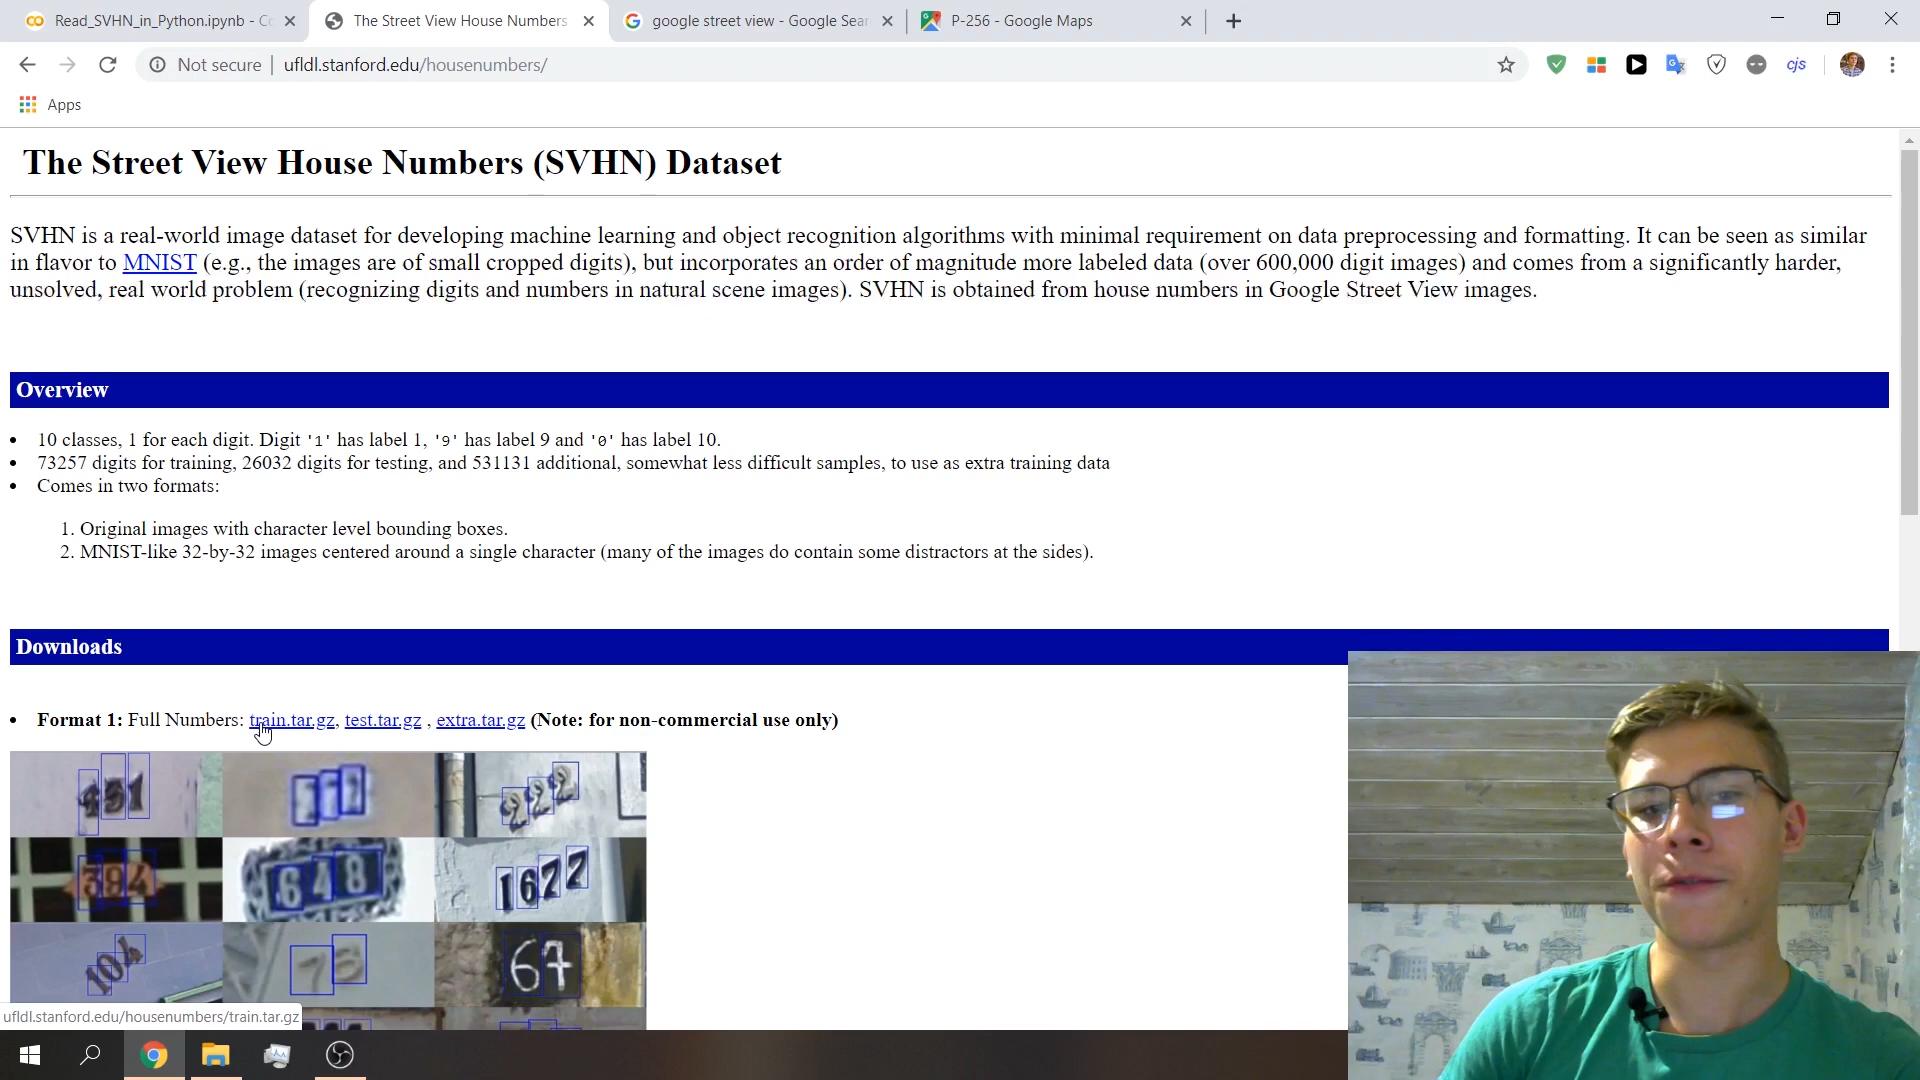 Read_SVHN_in_Python.ipynb - Co
The Street View House Numbers
google street view - Google Sear
P-256 - Google Maps
Not secure
ufldl.stanford.edu/housenumbers/
cjs
Apps
The Street View House Numbers (SVHN) Dataset
SVHN is a real-world image dataset for developing machine learning and object recognition algorithms with minimal requirement on data preprocessing and formatting. It can be seen as similar
in flavor to MNIST (e.g., the images are of small cropped digits), but incorporates an order of magnitude more labeled data (over 600,000 digit images) and comes from a significantly harder,
unsolved, real world problem (recognizing digits and numbers in natural scene images). SVHN is obtained from house numbers in Google Street View images.
Overview
• 10 classes, 1 for each digit. Digit '1' has label 1, '9' has label 9 and '0' has label 10.
• 73257 digits for training, 26032 digits for testing, and 531131 additional, somewhat less difficult samples, to use as extra training data
• Comes in two formats:
1. Original images with character level bounding boxes.
2. MNIST-like 32-by-32 images centered around a single character (many of the images do contain some distractors at the sides).
Downloads
• Format 1: Full Numbers: train.tar.gz, test.tar.gz , extra.tar.gz (Note: for non-commercial use only)
222
394
648
1622
104
73
67
ufldl.stanford.edu/housenumbers/train.tar.gz